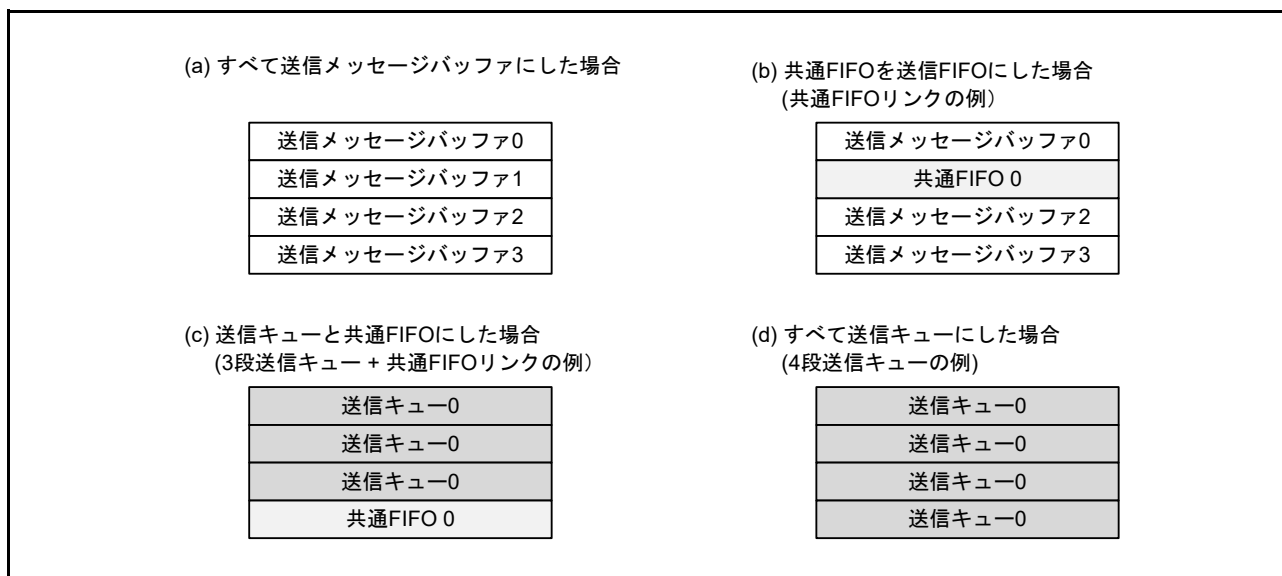 (a) すべて送信メッセージバッファにした場合
送信メッセージバッファ0
送信メッセージバッファ1
送信メッセージバッファ2
送信メッセージバッファ3
(b) 共通FIFOを送信FIFOにした場合
(共通FIFOリンクの例）
送信メッセージバッファ0
共通FIFO 0
送信メッセージバッファ2
送信メッセージバッファ3
(c) 送信キューと共通FIFOにした場合
(3段送信キュー + 共通FIFOリンクの例）
送信キュー0
送信キュー0
送信キュー0
共通FIFO 0
(d) すべて送信キューにした場合
(4段送信キューの例)
送信キュー0
送信キュー0
送信キュー0
送信キュー0